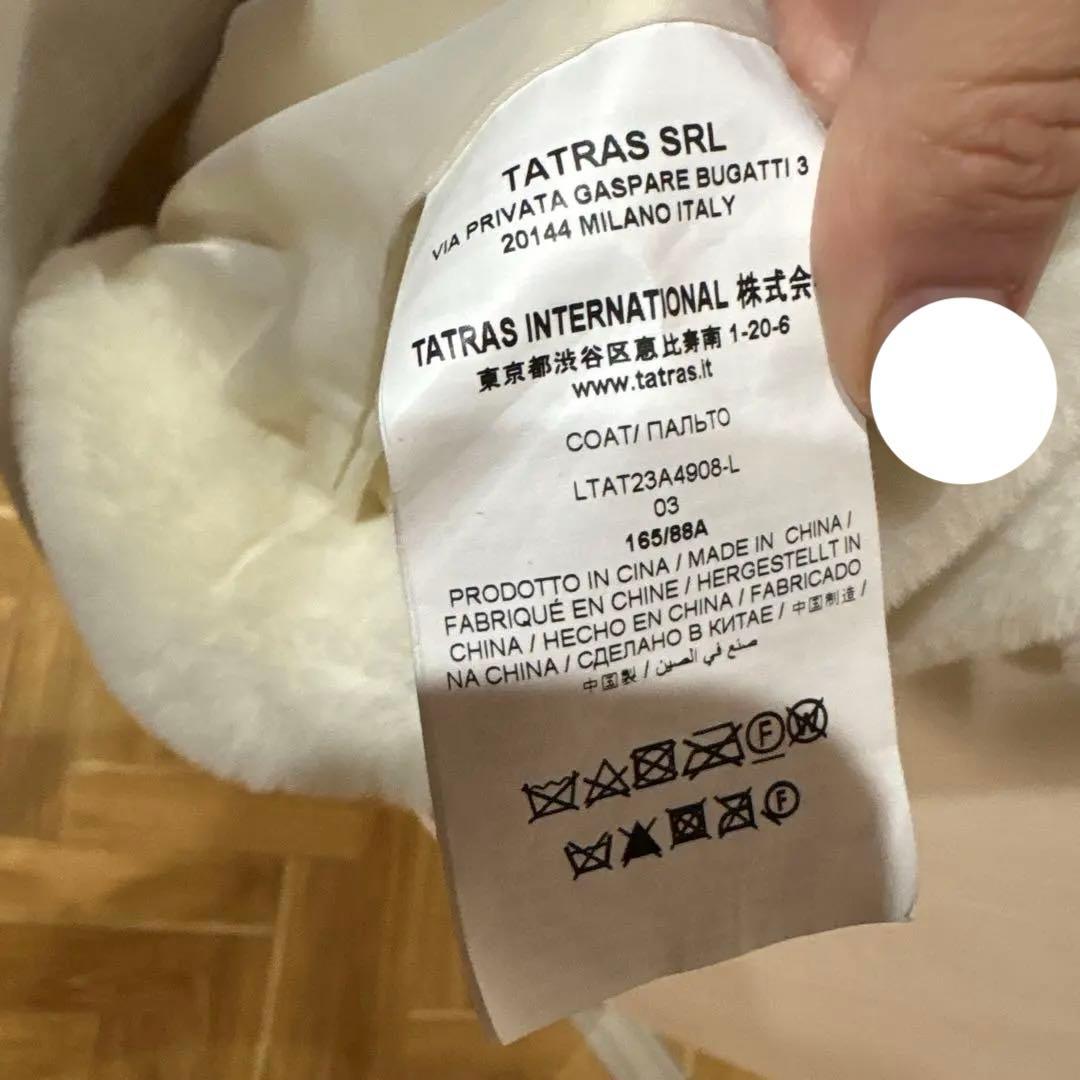 TATRAS SRL
VIA PRIVATA GASPARE BUGATTI 3
20144 MILANO ITALY
TATRAS INTERNATIONAL 株式会
東京都渋谷区恵比寿南 1-20-6
www.tatras.it
COAT/ ПАЛЬТО
LTAT23A4908-L
03
165/88A
PRODOTTO IN CINA / MADE IN CHINA /
FABRIQUÉ EN CHINE / HERGESTELLT IN
CHINA / HECHO EN CHINA / FABRICADO
NA CHINA / СДЕЛАНО В КИТАЕ / 中国制造 /
中国製 / صنع في الصين
F W
F